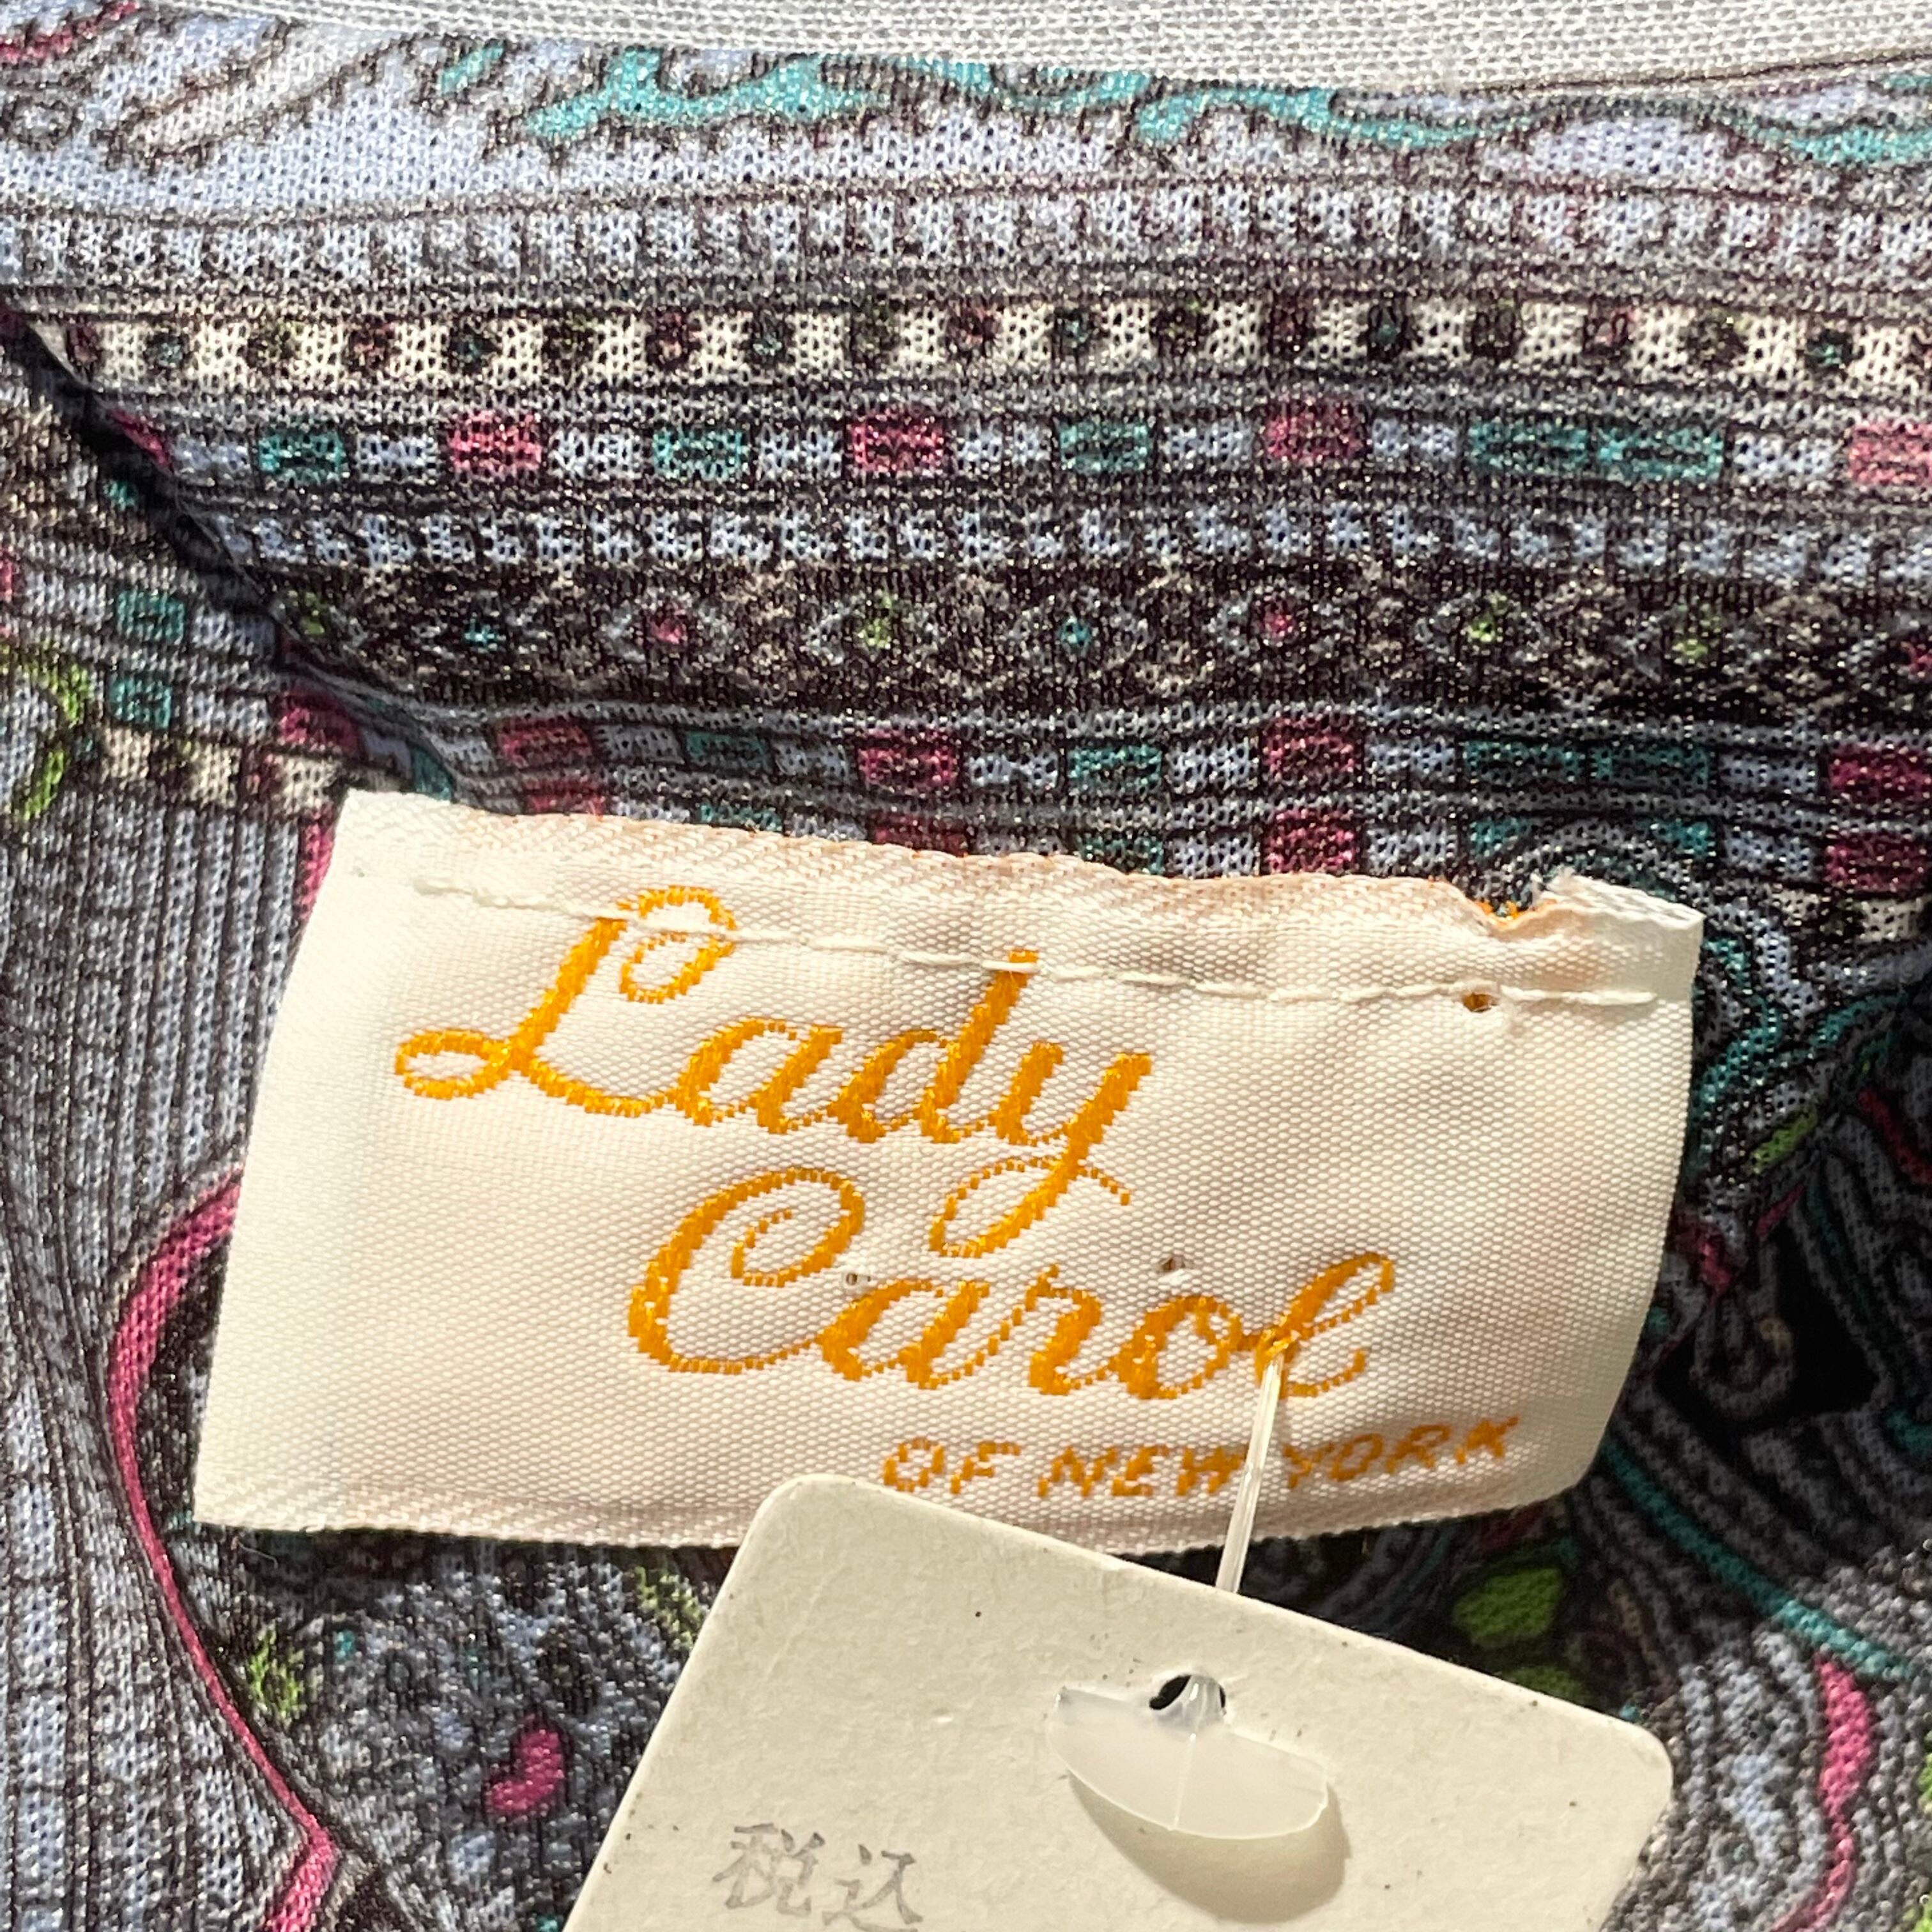 Lady
Carol
OF NEW YORK
税込